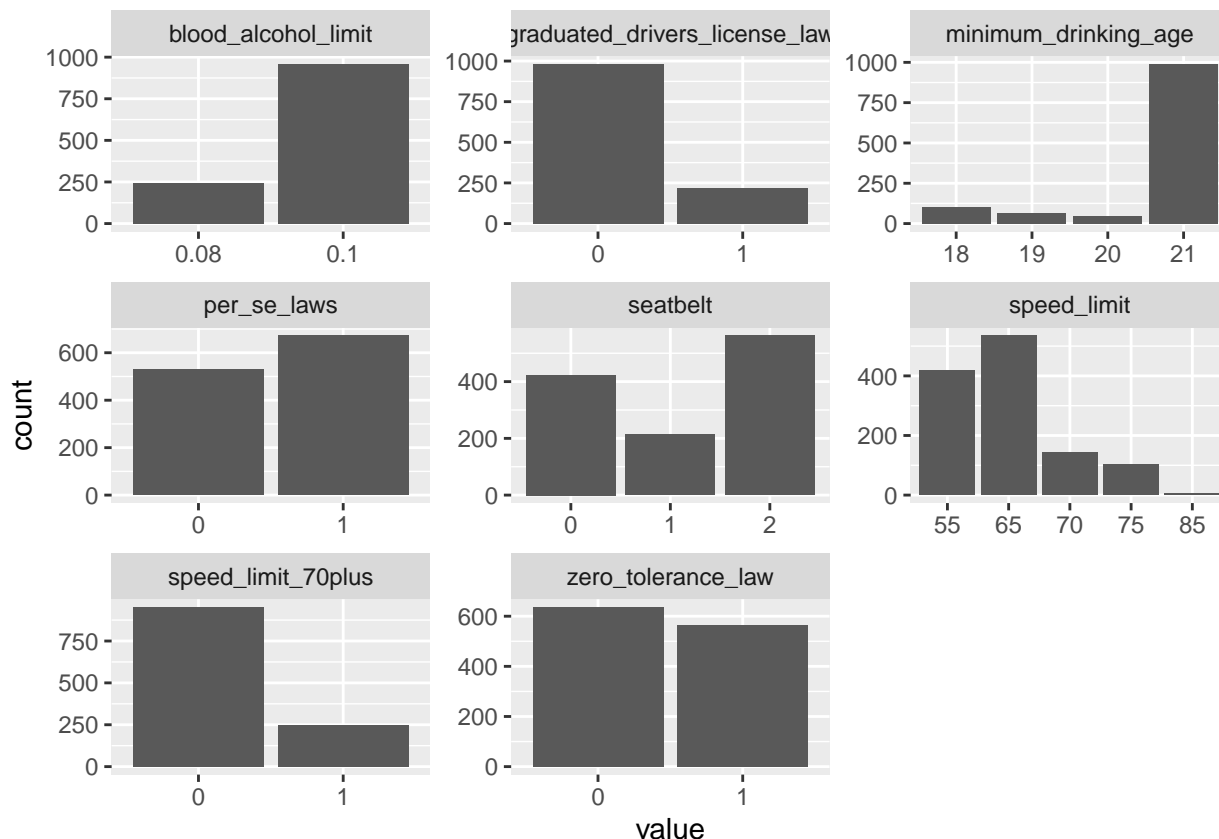 blood_alcohol_limit
graduated_drivers_license_law
minimum_drinking_age
1000
750
500
250
0
0.08 0.1
1000
750
500
250
0
0 1
1000
750
500
250
0
18 19 20 21
per_se_laws
seatbelt
speed_limit
600
400
200
0
0 1
400
200
0
0 1 2
400
200
0
55 65 70 75 85
count
speed_limit_70plus
zero_tolerance_law
750
500
250
0
0 1
600
400
200
0
0 1
value